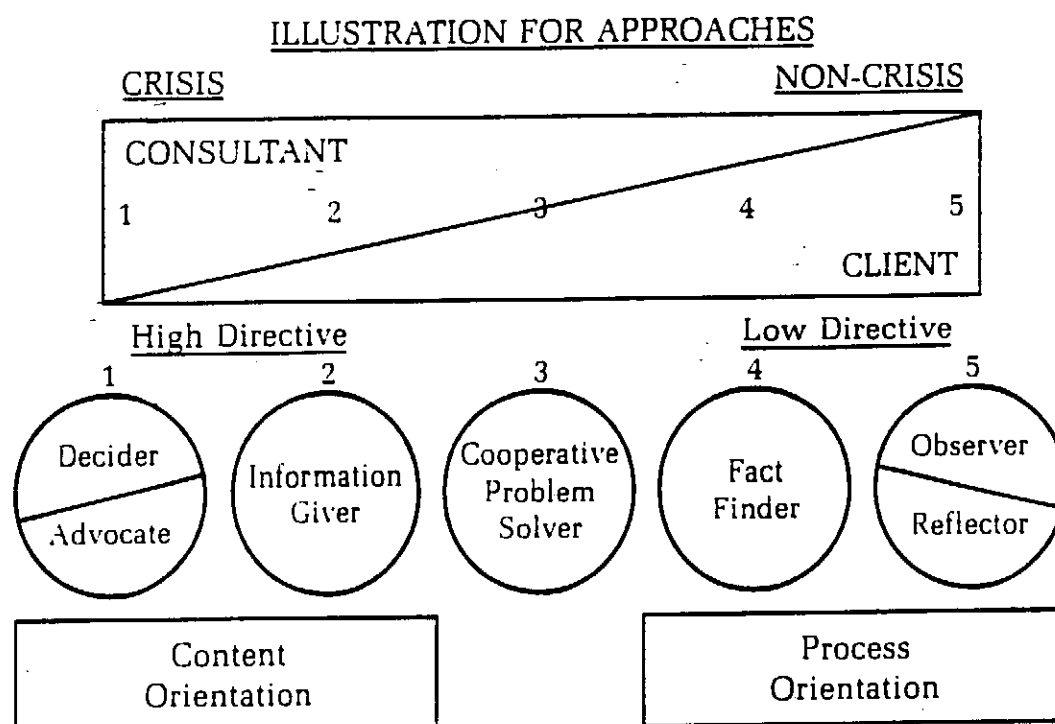 ILLUSTRATION FOR APPROACHES
CRISIS NON-CRISIS
CONSULTANT
1 2 3 4 5
CLIENT
High Directive Low Directive
1 2 3 4 5
Decider
Advocate
Information
Giver
Cooperative
Problem
Solver
Fact
Finder
Observer
Reflector
Content
Orientation
Process
Orientation